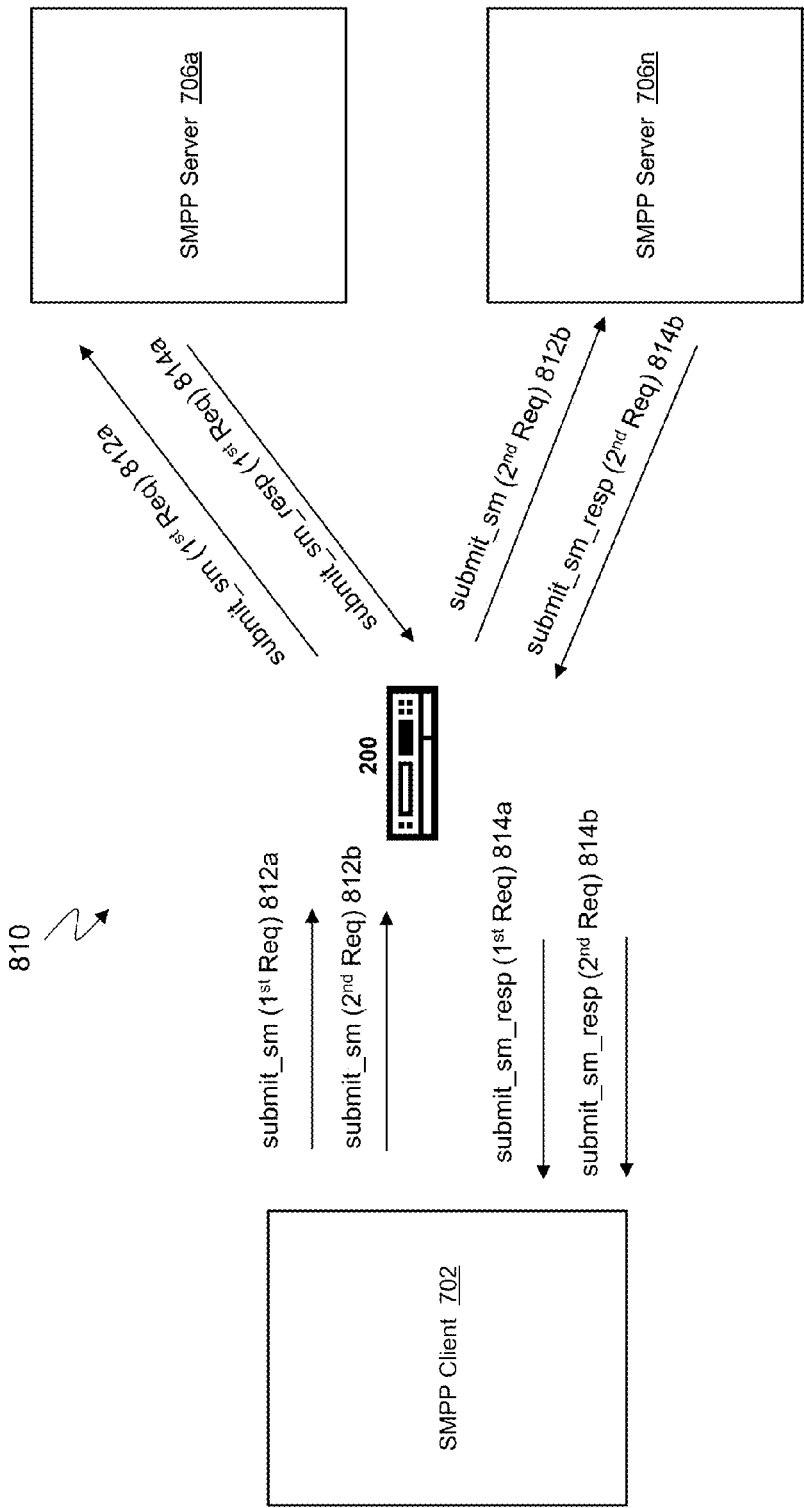 810
SMPP Client 702
submit_sm (1st Req) 812a
submit_sm (2nd Req) 812b
submit_sm_resp (1st Req) 814a
submit_sm_resp (2nd Req) 814b
200
submit_sm (1st Req) 812a
submit_sm_resp (1st Req) 814a
submit_sm (2nd Req) 812b
submit_sm_resp (2nd Req) 814b
SMPP Server 706a
SMPP Server 706n